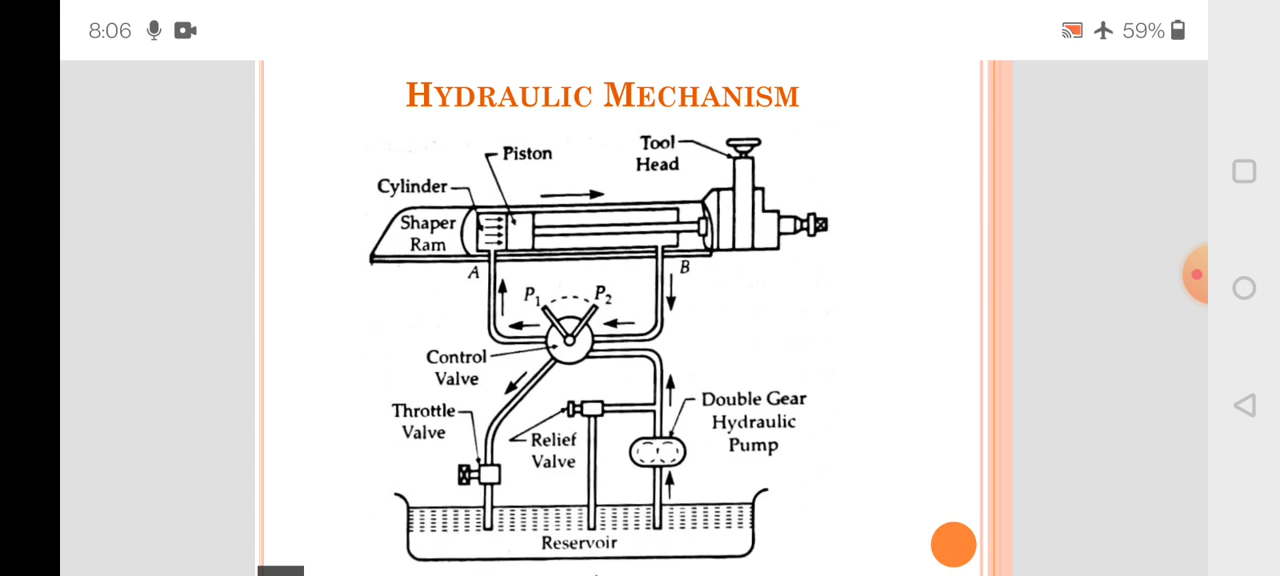 8:06
59%
HYDRAULIC MECHANISM
Tool
Head
Piston
Cylinder
Shaper
Ram
A
B
P1
P2
Control
Valve
Throttle
Valve
Relief
Valve
Double Gear
Hydraulic
Pump
Reservoir